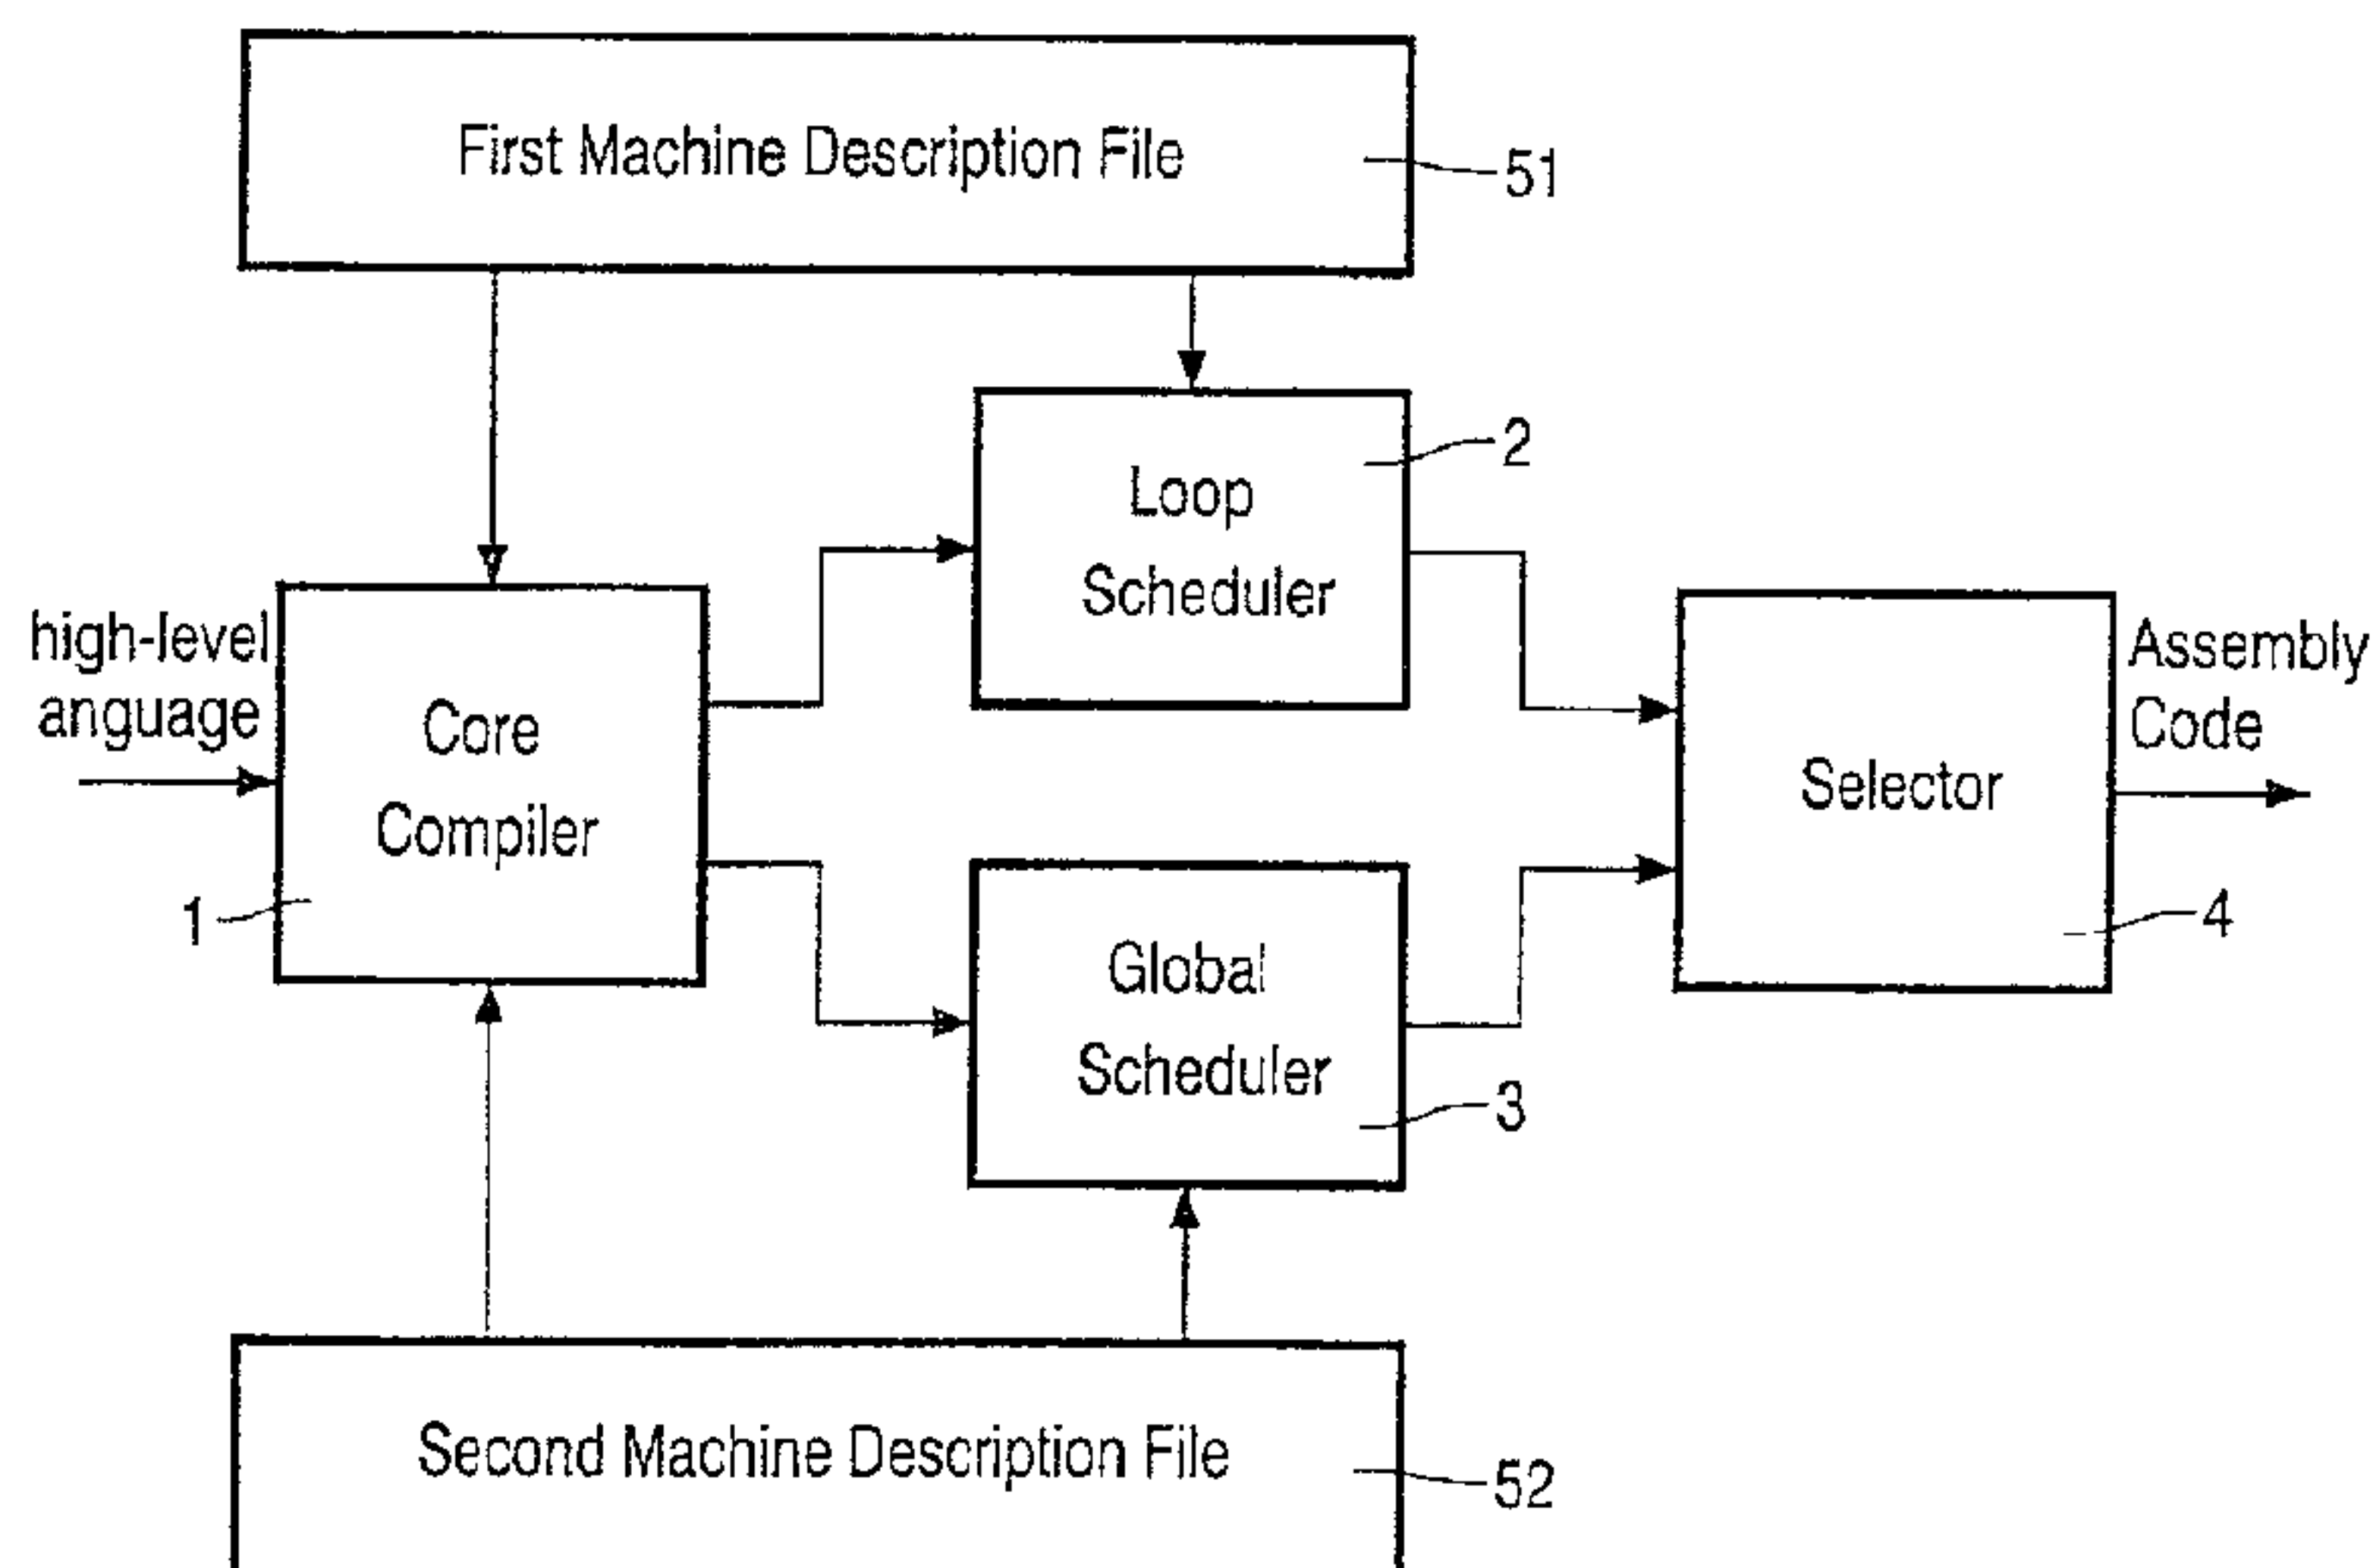 First Machine Description File
51
Loop
Scheduler
2
high-level
anguage
Core
Compiler
1
Selector
4
Assembly
Code
Global
Scheduler
3
Second Machine Description File
52